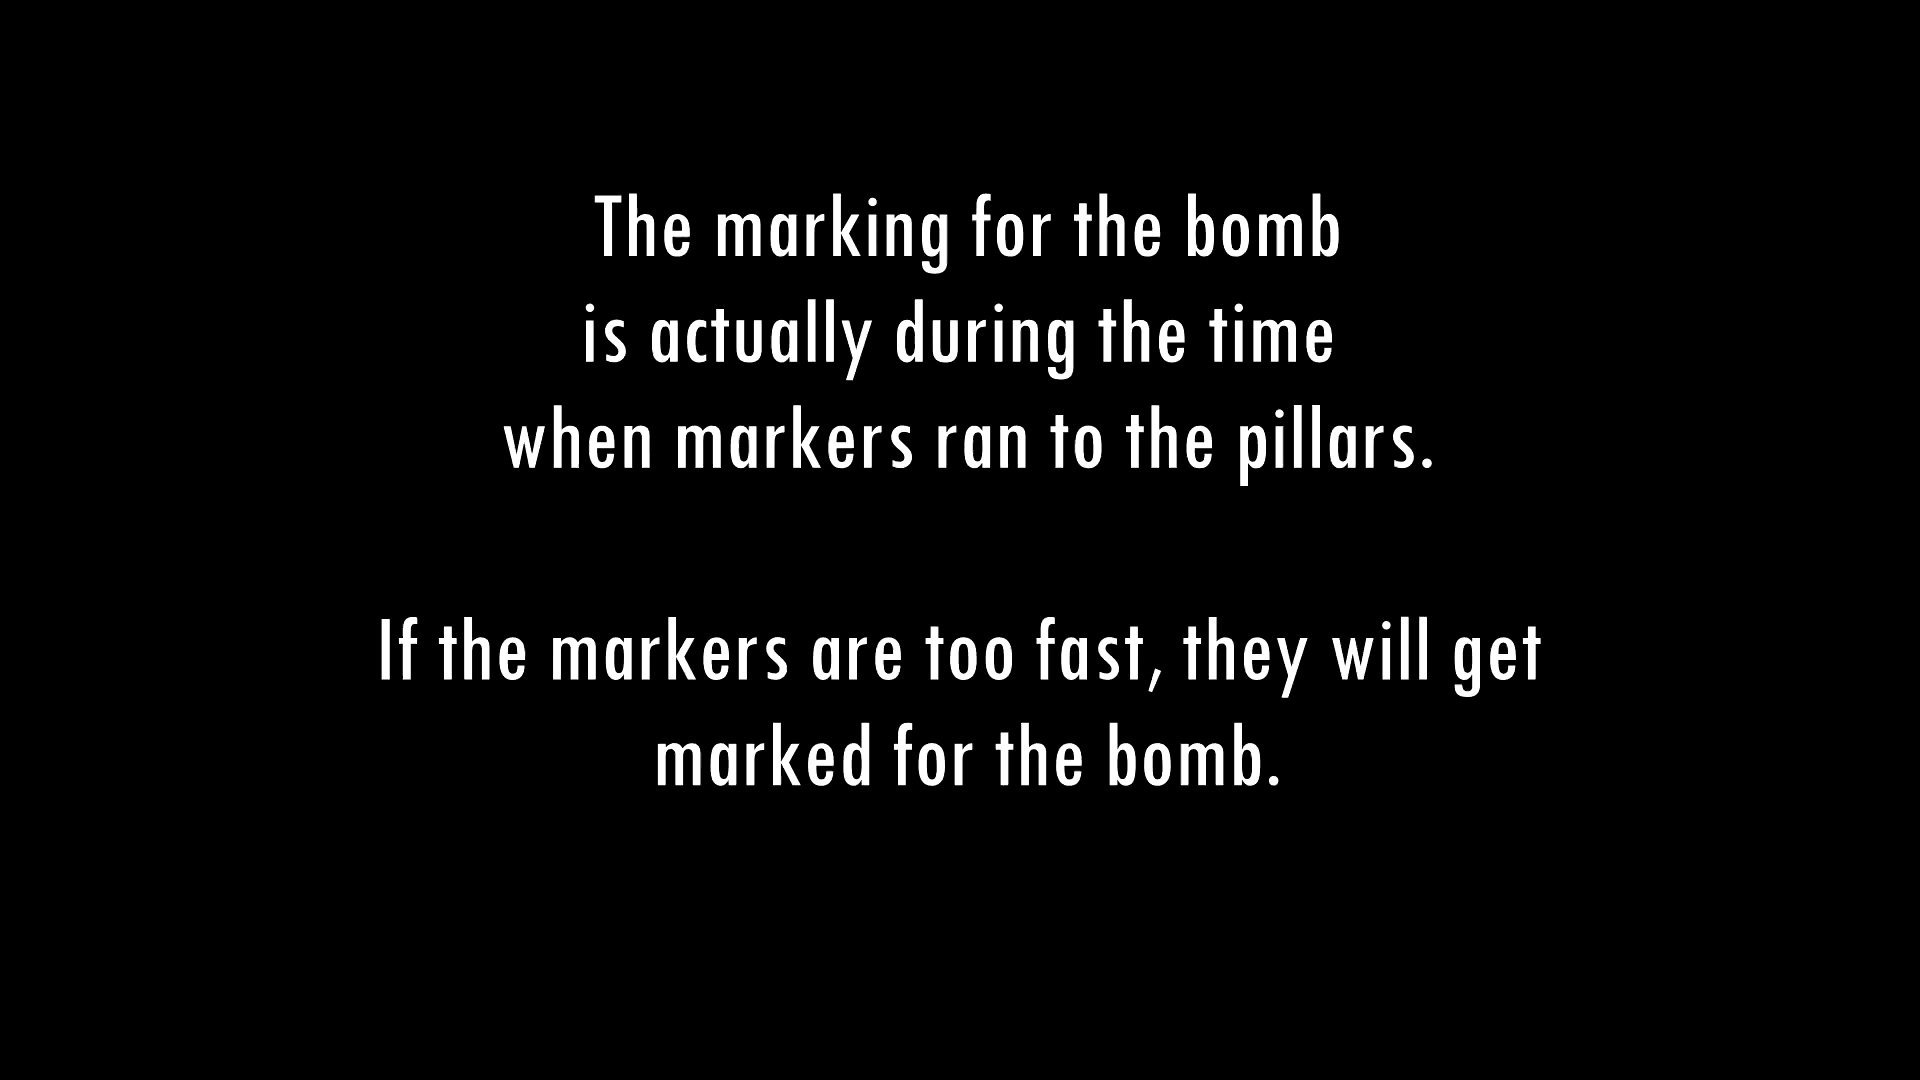 The marking for the bomb
is actually during the time
when markers ran to the pillars.
If the markers are too fast, they will get
marked for the bomb.